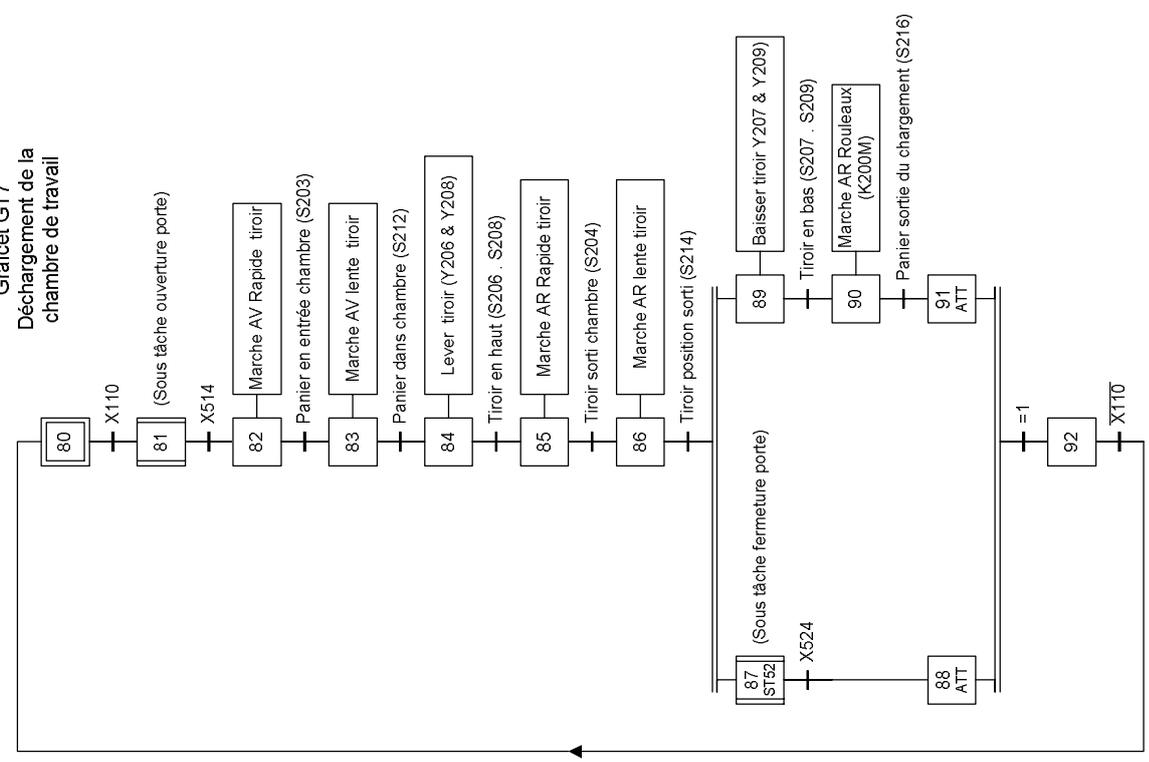 Grafcet GT7
Déchargement de la
chambre de travail
80
X110
81
(Sous tâche ouverture porte)
X514
82
Marche AV Rapide tiroir
Panier en entrée chambre (S203)
83
Marche AV lente tiroir
Panier dans chambre (S212)
84
Lever tiroir (Y206 & Y208)
Tiroir en haut (S206 . S208)
85
Marche AR Rapide tiroir
Tiroir sorti chambre (S204)
86
Marche AR lente tiroir
Tiroir position sorti (S214)
87
ST52
(Sous tâche fermeture porte)
X524
88
ATT
89
Baisser tiroir Y207 & Y209)
Tiroir en bas (S207 . S209)
90
Marche AR Rouleaux
(K200M)
Panier sortie du chargement (S216)
91
ATT
=1
92
X110